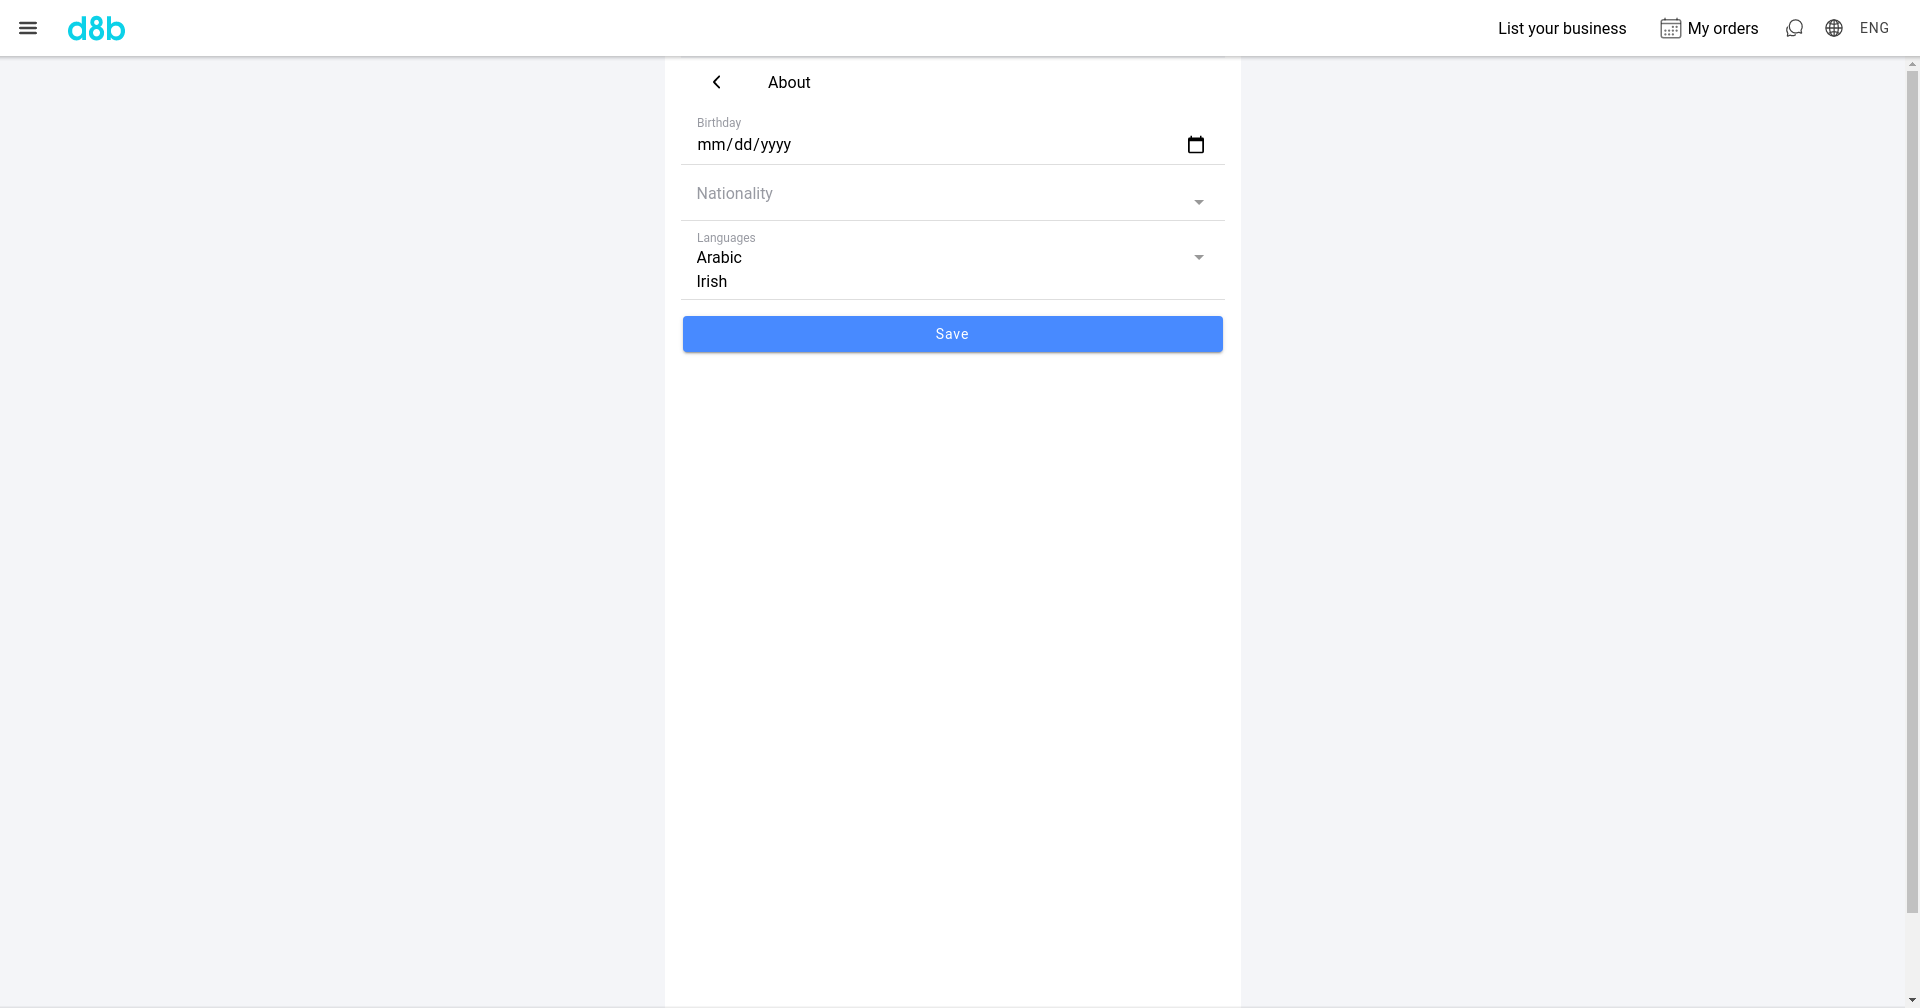 d8b
List your business
My orders
ENG
About
Birthday
mm/dd/yyyy
Nationality
Languages
Arabic
Irish
Save